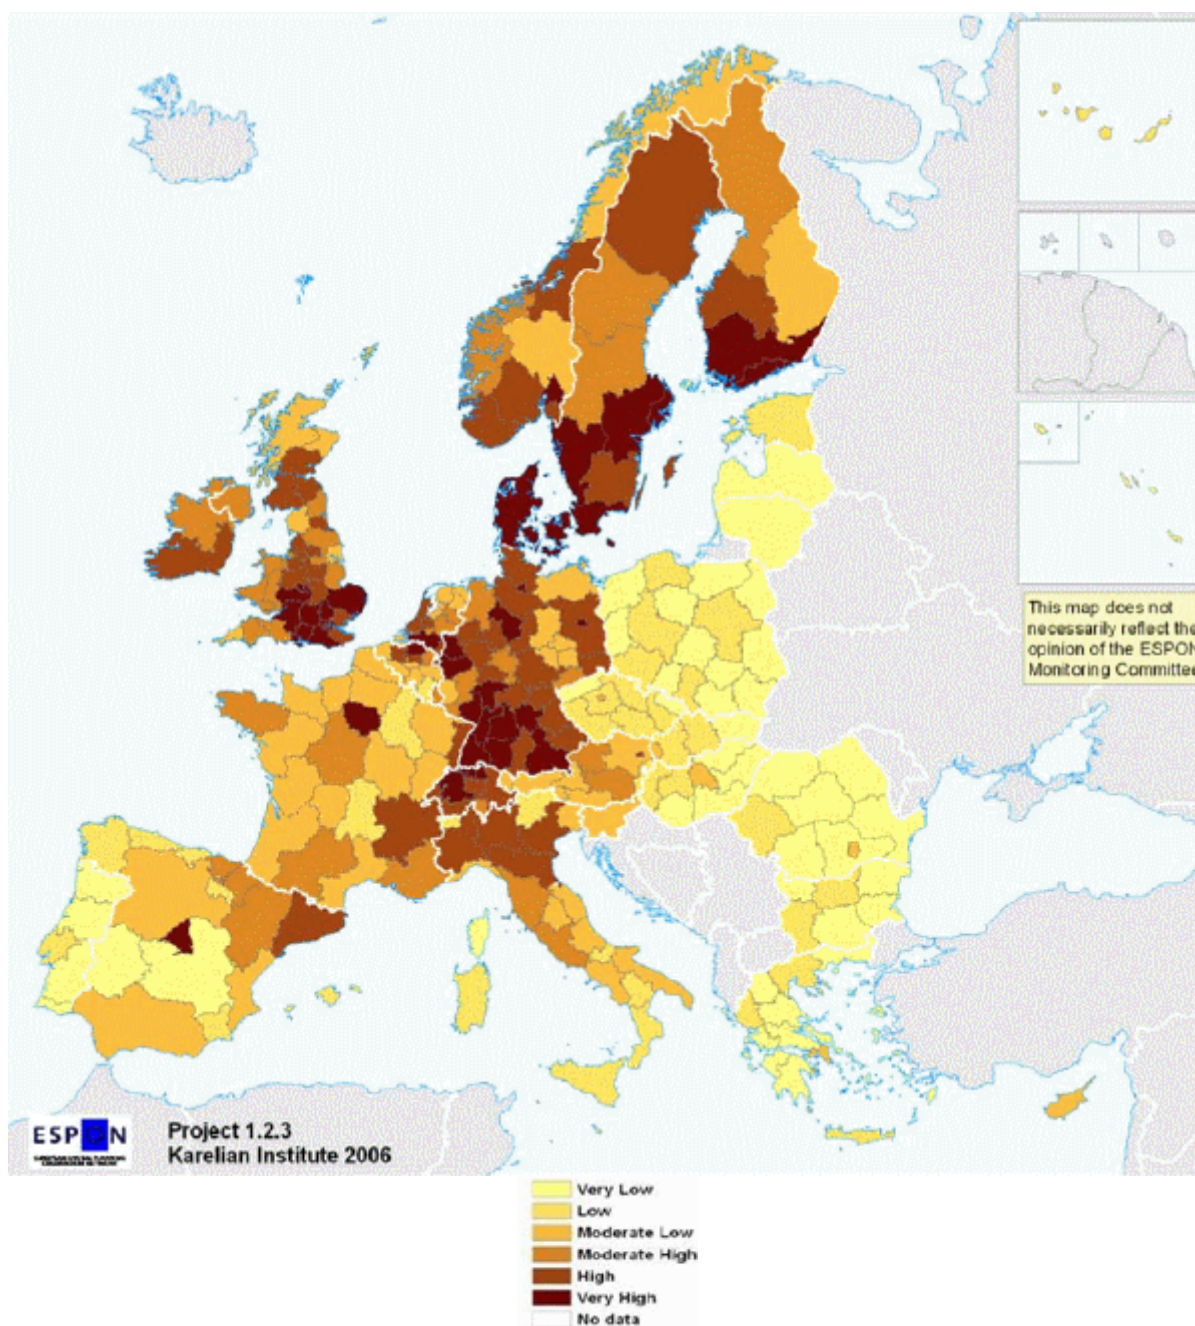 This map does not
necessarily reflect the
opinion of the ESPON
Monitoring Committee
ESPON
Project 1.2.3
Karelian Institute 2006
Very Low
Low
Moderate Low
Moderate High
High
Very High
No data